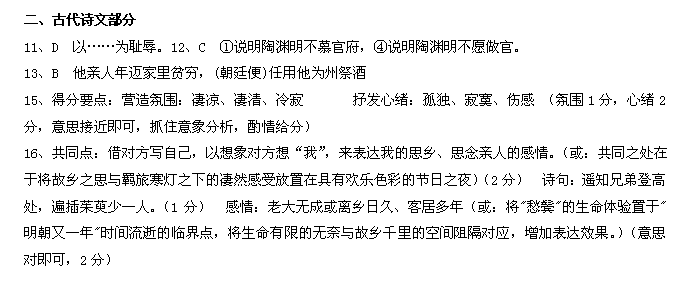 二、古代诗文部分
11、D　以……为耻辱。12、C　①说明陶渊明不慕官府，④说明陶渊明不愿做官。
13、B　他亲人年迈家里贫穷，(朝廷便)任用他为州祭酒
15、得分要点：营造氛围：凄凉、凄清、冷寂　　　抒发心绪：孤独、寂寞、伤感　（氛围1分，心绪2
分，意思接近即可，抓住意象分析，酌情给分）
16、共同点：借对方写自己，以想象对方想“我”，来表达我的思乡、思念亲人的感情。（或：共同之处在
于将故乡之思与羁旅寒灯之下的凄然感受放置在具有欢乐色彩的节日之夜）（2分）　诗句：遥知兄弟登高
处，遍插茱萸少一人。（1分）　感情：老大无成或离乡日久、客居多年（或：将"愁鬓"的生命体验置于"
明朝又一年"时间流逝的临界点，将生命有限的无奈与故乡千里的空间阻隔对应，增加表达效果。）（意思
对即可，2分）